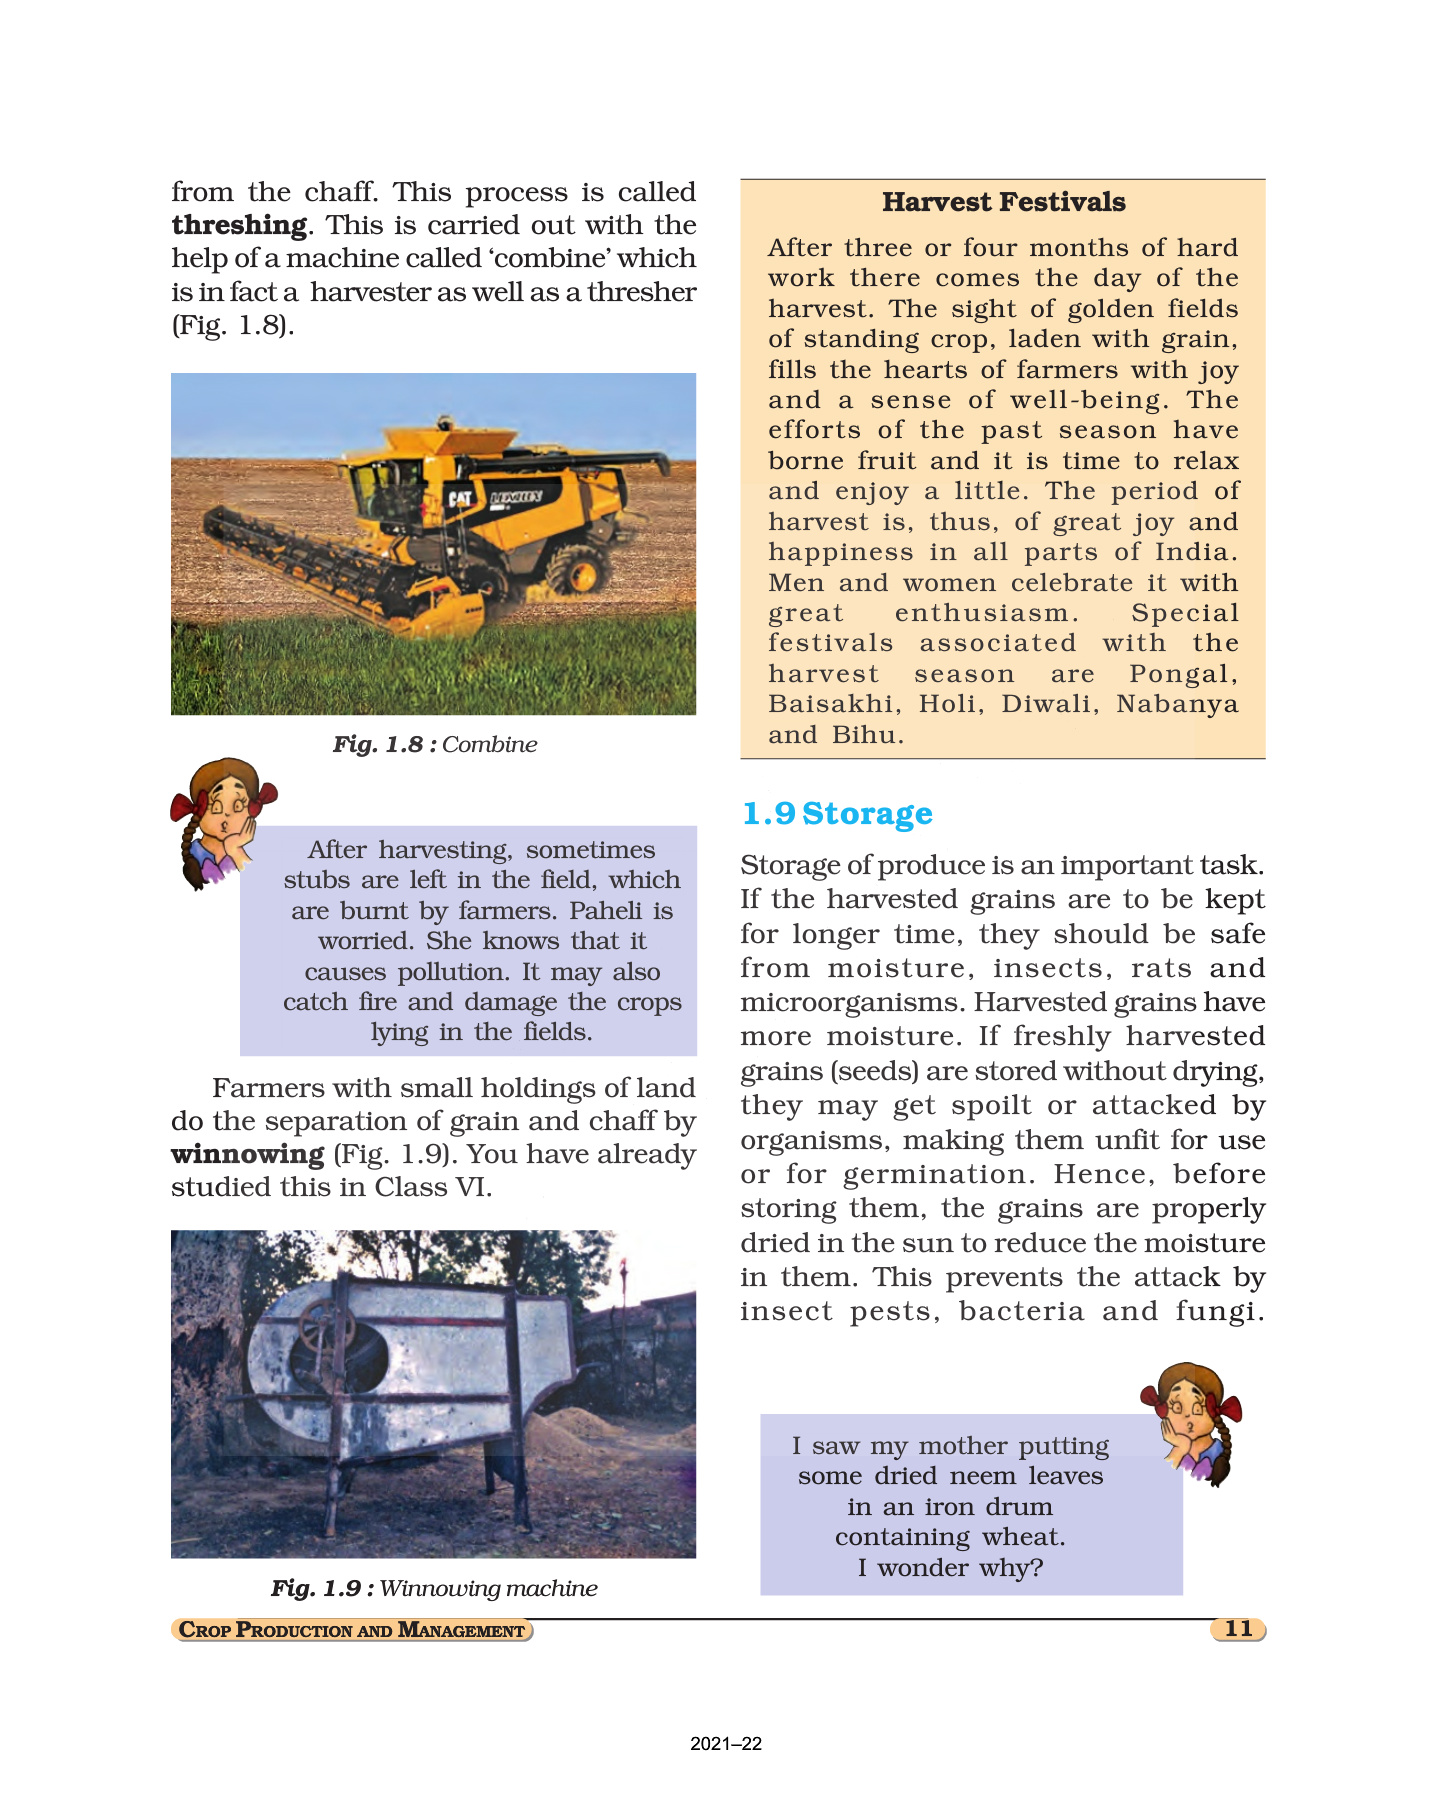 from the chaff. This process is called
threshing. This is carried out with the
help of a machine called ‘combine’ which
is in fact a harvester as well as a thresher
(Fig. 1.8).
CAT LEXION
Fig. 1.8 : Combine
After harvesting, sometimes
stubs are left in the field, which
are burnt by farmers. Paheli is
worried. She knows that it
causes pollution. It may also
catch fire and damage the crops
lying in the fields.
Farmers with small holdings of land
do the separation of grain and chaff by
winnowing (Fig. 1.9). You have already
studied this in Class VI.
Fig. 1.9 : Winnowing machine
Harvest Festivals
After three or four months of hard
work there comes the day of the
harvest. The sight of golden fields
of standing crop, laden with grain,
fills the hearts of farmers with joy
and a sense of well-being. The
efforts of the past season have
borne fruit and it is time to relax
and enjoy a little. The period of
harvest is, thus, of great joy and
happiness in all parts of India.
Men and women celebrate it with
great enthusiasm. Special
festivals associated with the
harvest season are Pongal,
Baisakhi, Holi, Diwali, Nabanya
and Bihu.
1.9 Storage
Storage of produce is an important task.
If the harvested grains are to be kept
for longer time, they should be safe
from moisture, insects, rats and
microorganisms. Harvested grains have
more moisture. If freshly harvested
grains (seeds) are stored without drying,
they may get spoilt or attacked by
organisms, making them unfit for use
or for germination. Hence, before
storing them, the grains are properly
dried in the sun to reduce the moisture
in them. This prevents the attack by
insect pests, bacteria and fungi.
I saw my mother putting
some dried neem leaves
in an iron drum
containing wheat.
I wonder why?
CROP PRODUCTION AND MANAGEMENT
11
2021–22